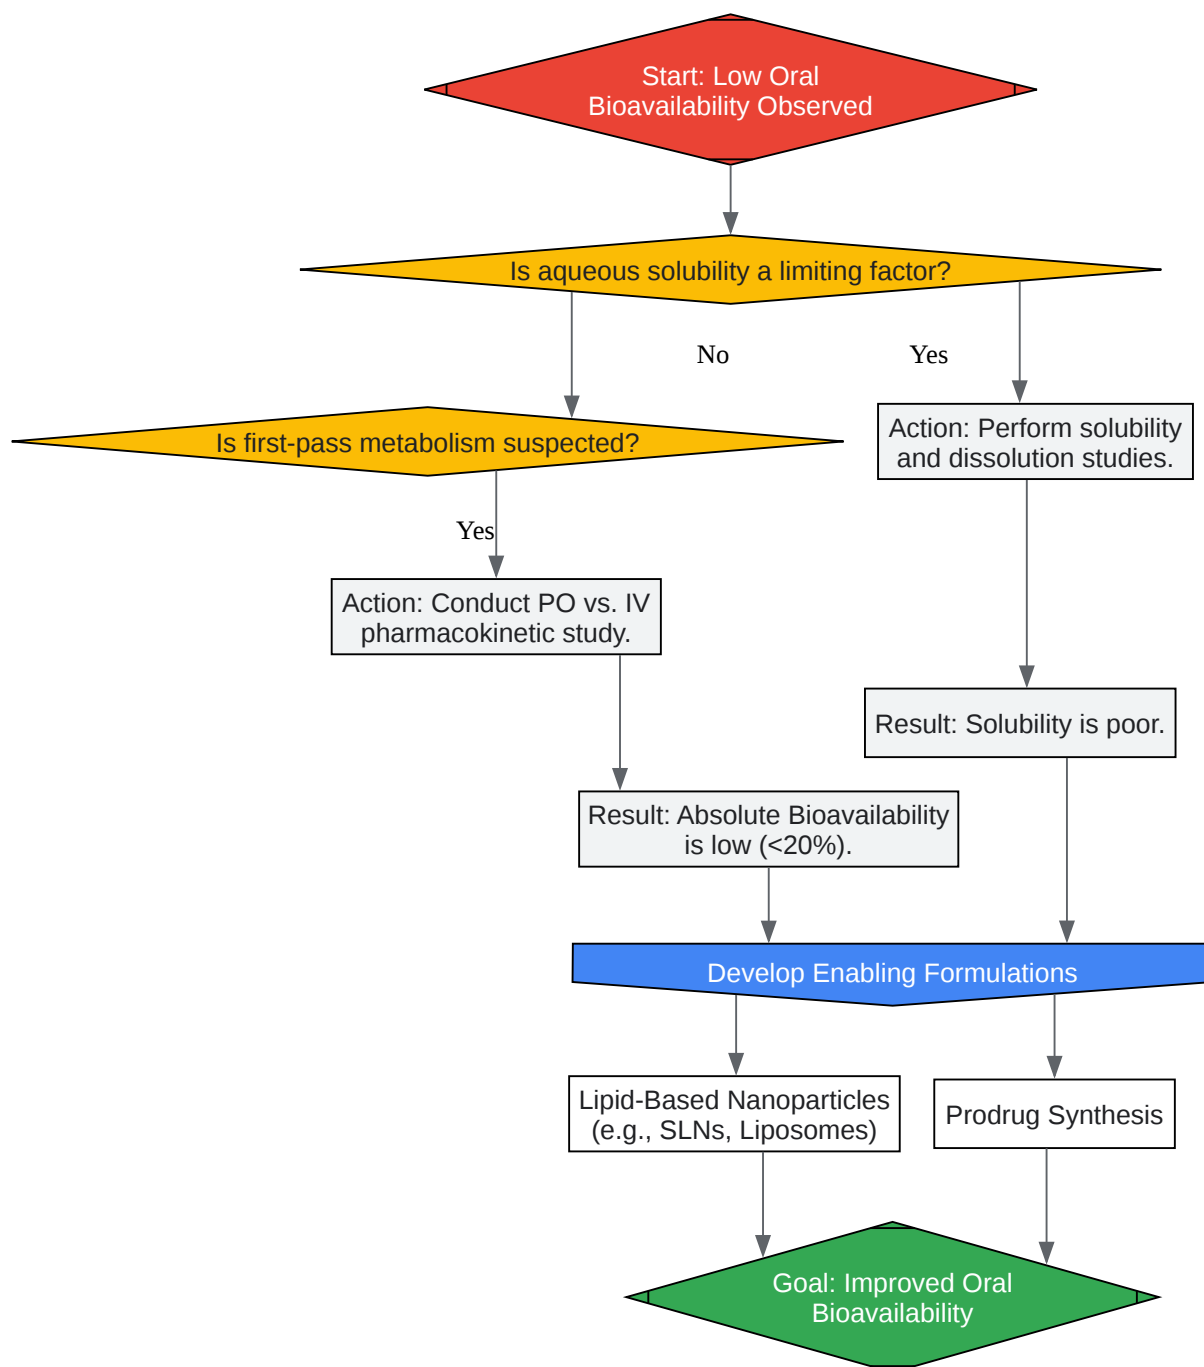 Start: Low Oral
Bioavailability Observed
Is aqueous solubility a limiting factor?
No
Yes
Is first-pass metabolism suspected?
Action: Perform solubility
and dissolution studies.
Yes
Action: Conduct PO vs. IV
pharmacokinetic study.
Result: Solubility is poor.
Result: Absolute Bioavailability
is low (<20%).
Develop Enabling Formulations
Lipid-Based Nanoparticles
(e.g., SLNs, Liposomes)
Prodrug Synthesis
Goal: Improved Oral
Bioavailability